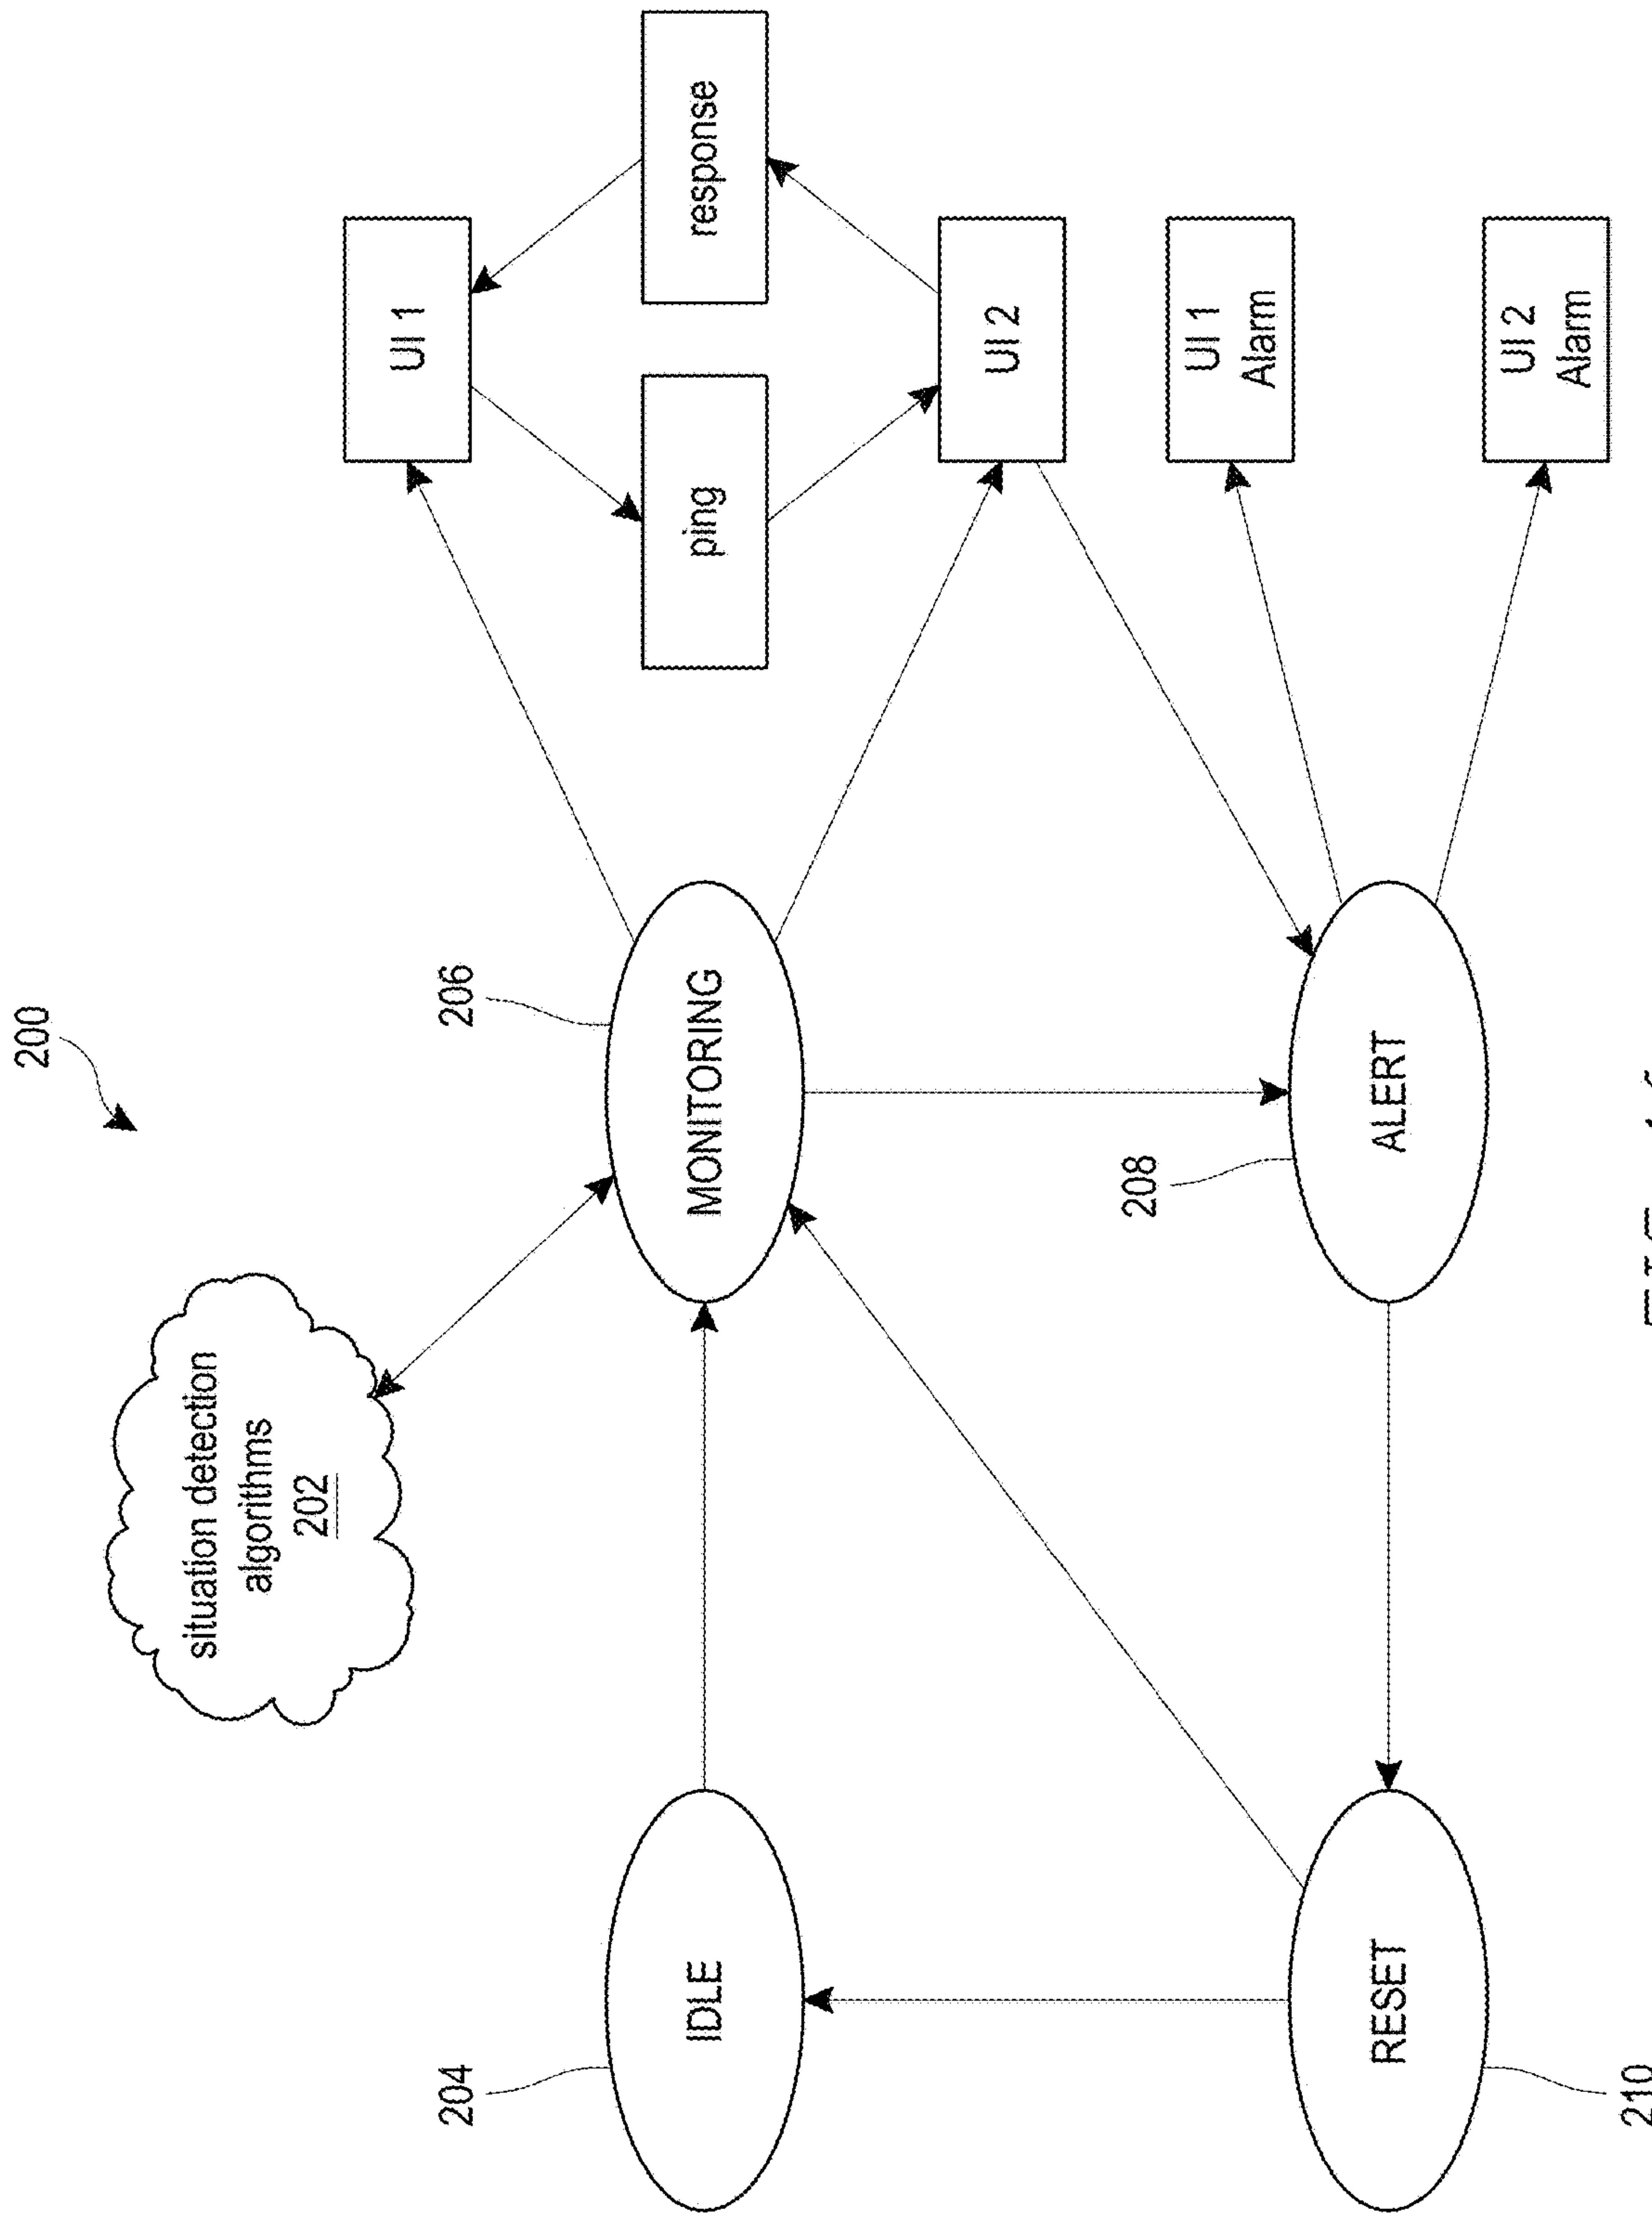 200
situation detection
algorithms
202
204
IDLE
206
MONITORING
UI 1
ping
response
UI 2
208
ALERT
UI 1
Alarm
UI 2
Alarm
RESET
210